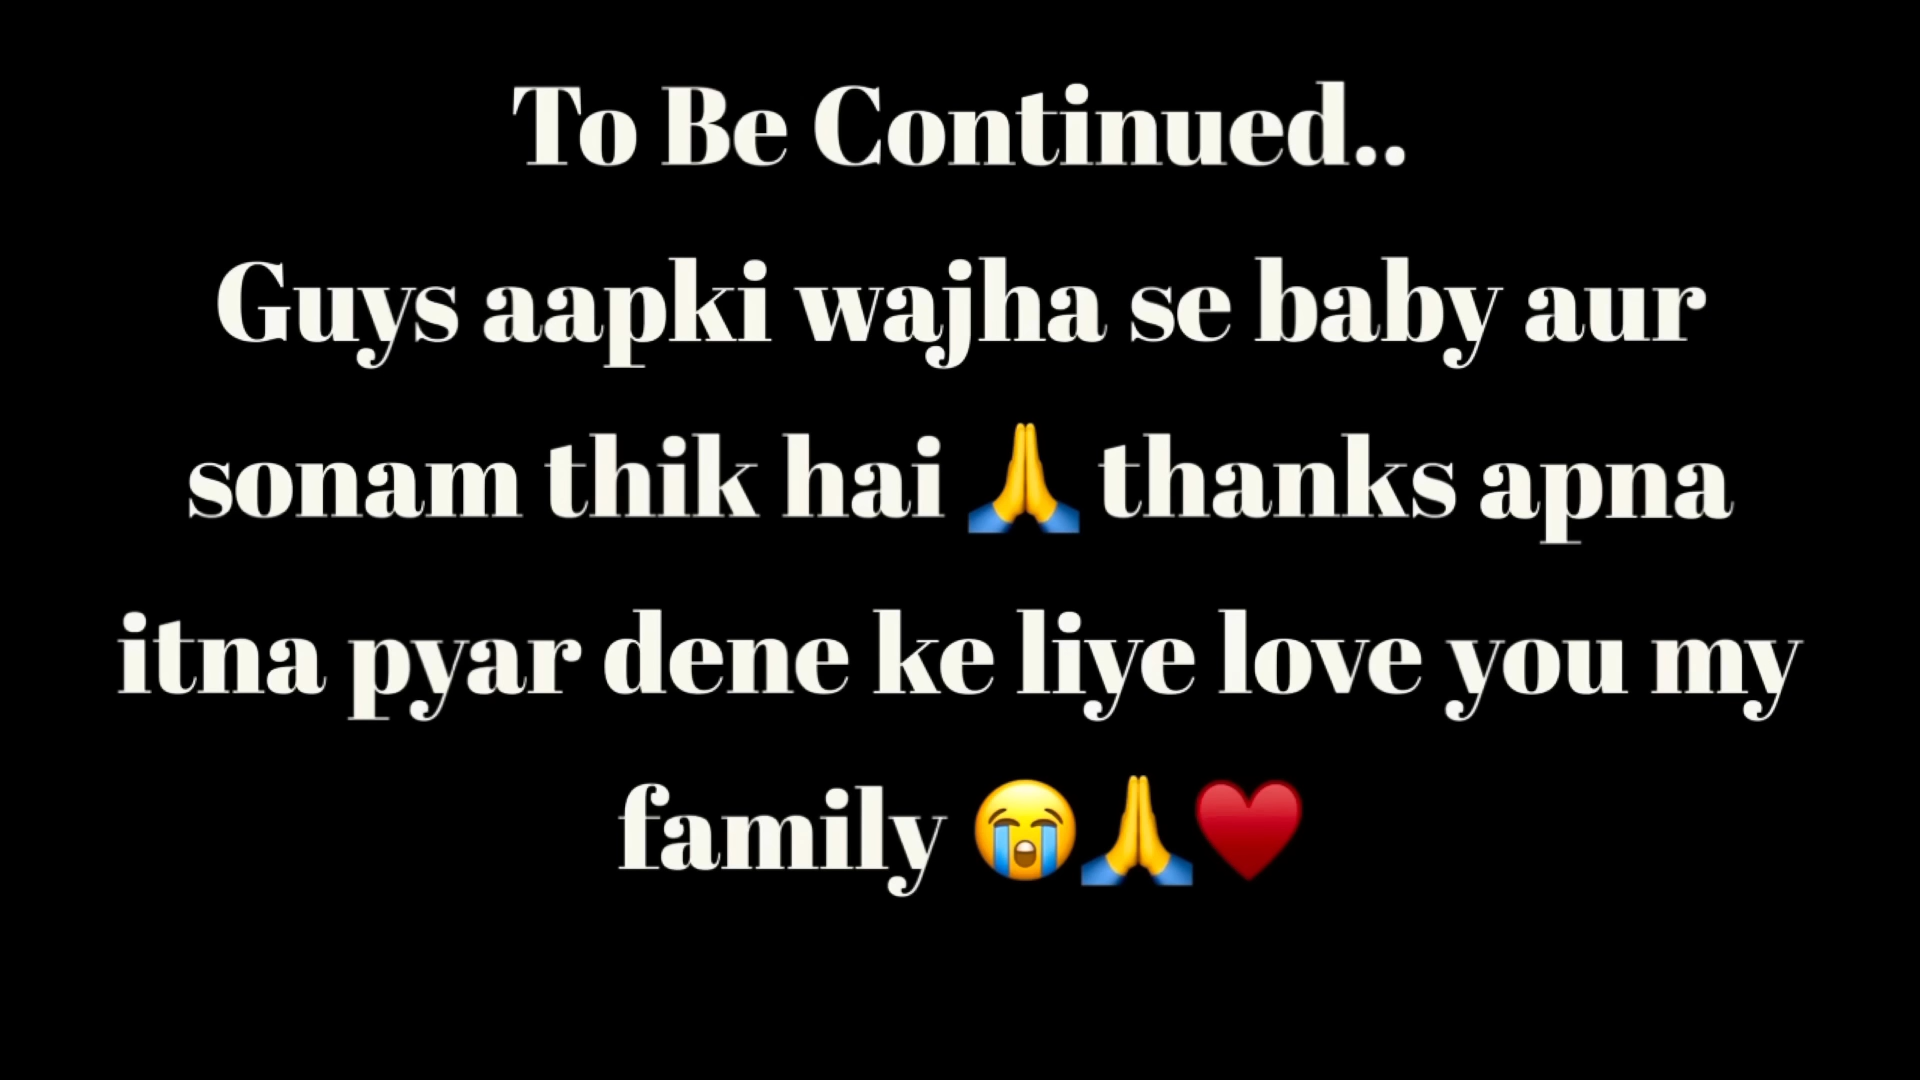 To Be Continued..
Guys aapki wajha se baby aur
sonam thik hai 🙏 thanks apna
itna pyar dene ke liye love you my
family 😭🙏♥️